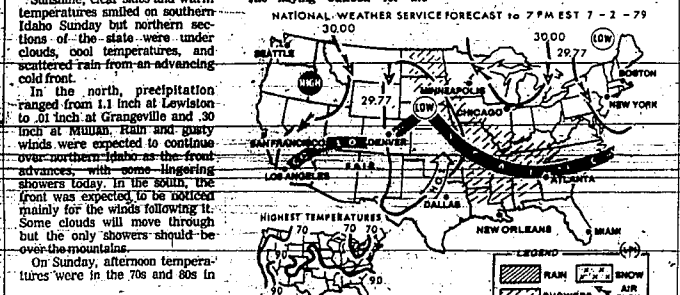 Sunshine, clear skies and warm
temperatures smiled on southern
Idaho Sunday but northern sec-
tions of the state were under
clouds, cool temperatures, and
scattered rain from an advancing
cold front.
In the north, precipitation
ranged from 1.1 inch at Lewiston
to .01 inch at Grangeville and .30
inch at Mullan. Rain and gusty
winds were expected to continue
over northern Idaho as the front
advances, with some lingering
showers today. In the south, the
front was expected to be noticed
mainly for the winds following it.
Some clouds will move through
but the only showers should be
over the mountains.
On Sunday, afternoon tempera-
tures were in the 70s and 80s in
NATIONAL WEATHER SERVICE FORECAST to 7 PM EST 7 - 2 - 79
30.00
30.00
29.77
LOW
SEATTLE
BOSTON
HIGH
MINNEAPOLIS
29.77
LOW
CHICAGO
NEW YORK
SAN FRANCISCO
DENVER
FAIR
LOS ANGELES
ATLANTA
DALLAS
NEW ORLEANS
MIAMI
HIGHEST TEMPERATURES
70
70
70
90
90
90
LEGEND
RAIN
SNOW
SHOWERS
AIR